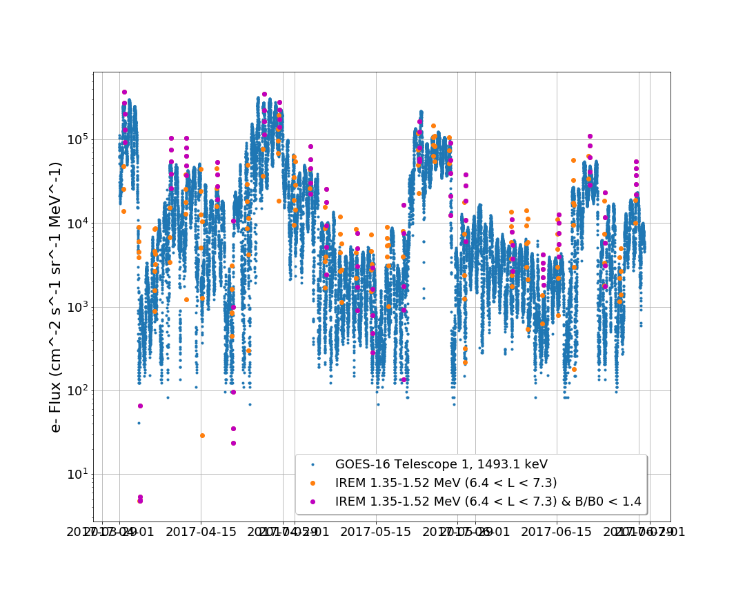 e- Flux (cm^-2 s^-1 sr^-1 MeV^-1)
10^5
10^4
10^3
10^2
10^1
GOES-16 Telescope 1, 1493.1 keV
IREM 1.35-1.52 MeV (6.4 < L < 7.3)
IREM 1.35-1.52 MeV (6.4 < L < 7.3) & B/B0 < 1.4
2017-04-15 2017-05-15 2017-06-15